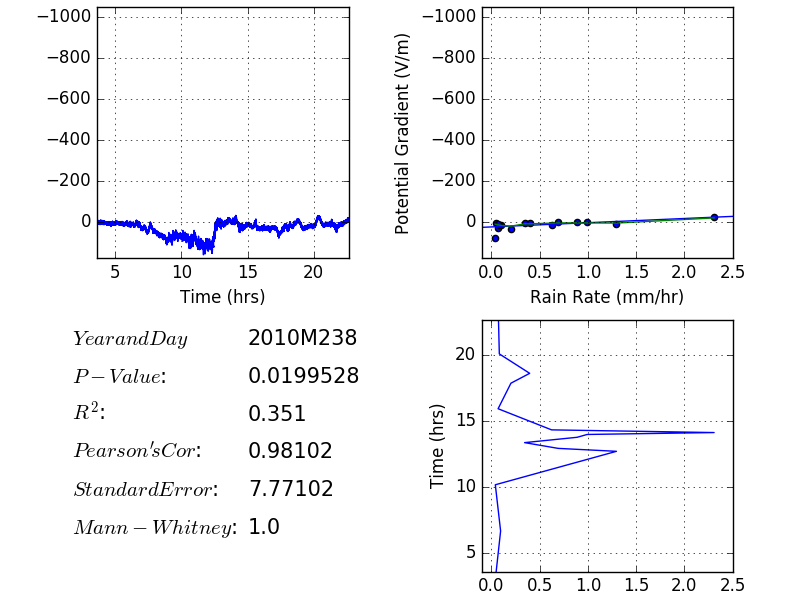 −1000
−800
−600
−400
−200
0
5 10 15 20
Time (hrs)
Potential Gradient (V/m)
−1000
−800
−600
−400
−200
0
0.0 0.5 1.0 1.5 2.0 2.5
Rain Rate (mm/hr)
YearandDay 2010M238
P−Value: 0.0199528
R²: 0.351
Pearson'sCor: 0.98102
StandardError: 7.77102
Mann−Whitney: 1.0
Time (hrs)
20
15
10
5
0.0 0.5 1.0 1.5 2.0 2.5